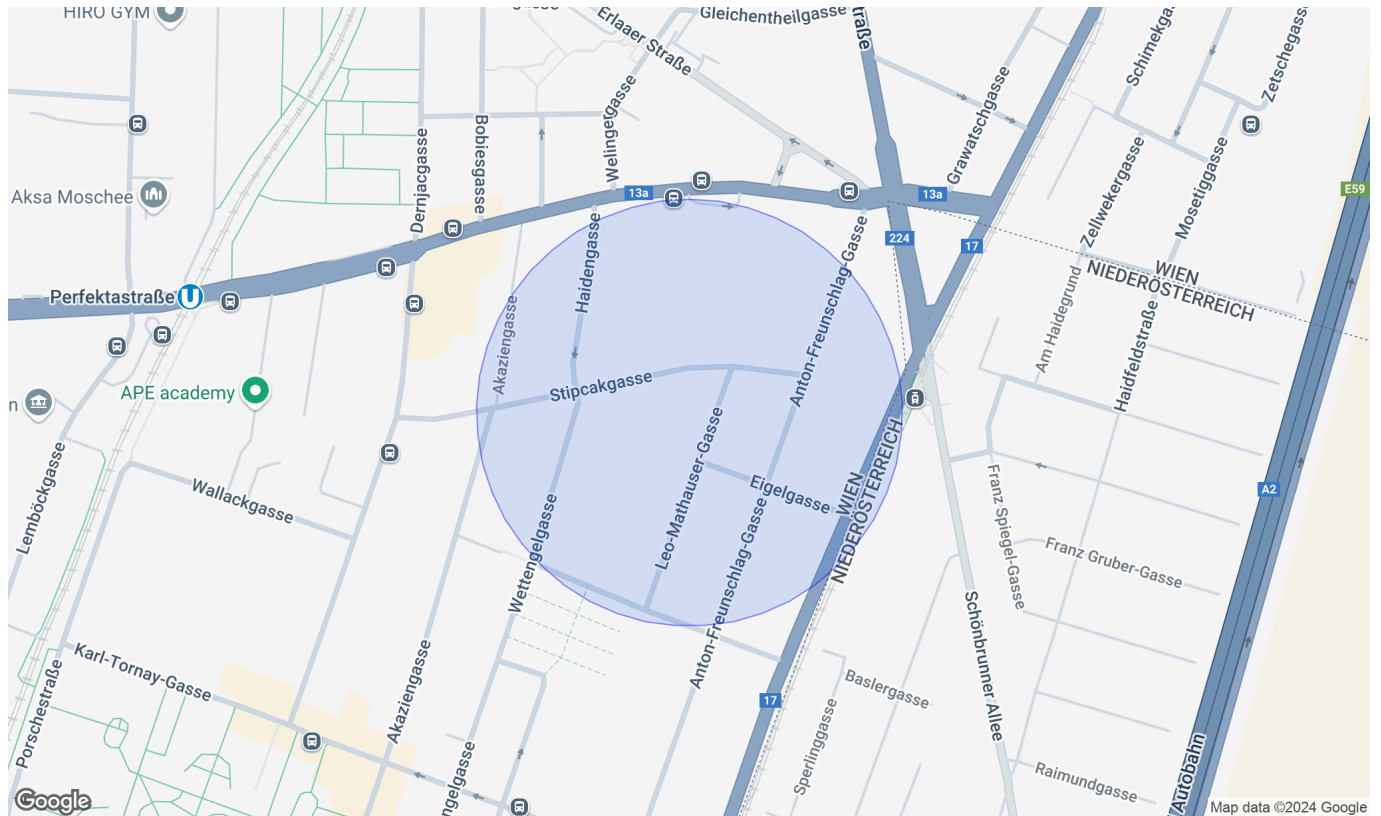 HIRO GYM
Erlaaer Straße
Gleichentheilgasse
Schimekga
Zetschegasse
Aksa Moschee
Dernjacgasse
Bobiesgasse
Welingergasse
Grawatschgasse
Zellwekergasse
Mosetiggasse
13a
13a
E59
224
17
WIEN
NIEDERÖSTERREICH
Perfektastraße
Akaziengasse
Haidengasse
Anton-Freunschlag-Gasse
Am Haidegrund
Haidfeldstraße
APE academy
Stipcakgasse
Lemböckgasse
Wallackgasse
Wettengelgasse
Leo-Mathauser-Gasse
Eigelgasse
Anton-Freunschlag-Gasse
WIEN
NIEDERÖSTERREICH
A2
Franz Spiegel-Gasse
Franz Gruber-Gasse
Schönbrunner Allee
Karl-Tornay-Gasse
Porschestraße
Akaziengasse
17
Baslergasse
Sperlinggasse
Raimundgasse
Autobahn
ngelgasse
Google
Map data ©2024 Google